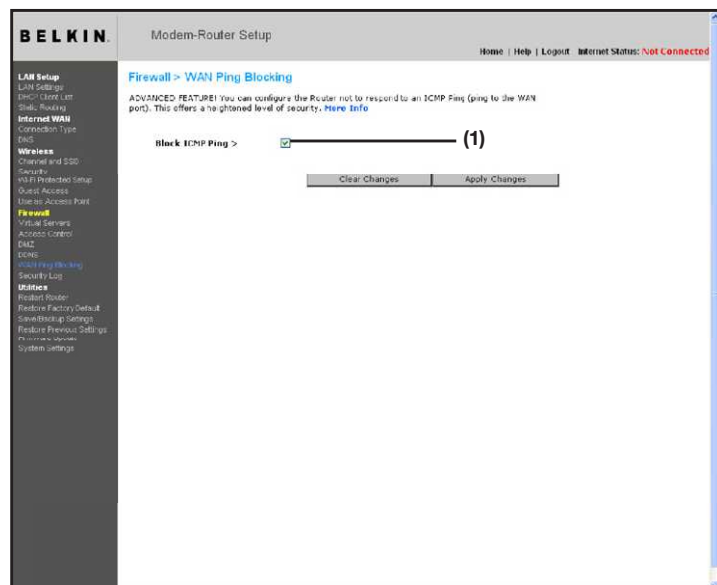 BELKIN.
Modem-Router Setup
Home | Help | Logout Internet Status: Not Connected
LAN Setup
LAN Settings
DHCP Client List
Static Routing
Internet WAN
Connection Type
DNS
Wireless
Channel and SSID
Security
Wi-Fi Protected Setup
Guest Access
Use as Access Point
Firewall
Virtual Servers
Access Control
DMZ
DDNS
WAN Ping Blocking
Security Log
Utilities
Restart Router
Restore Factory Default
Save/Backup Settings
Restore Previous Settings
Firmware Update
System Settings
Firewall > WAN Ping Blocking
ADVANCED FEATURE! You can configure the Router not to respond to an ICMP Ping (ping to the WAN
port). This offers a heightened level of security. More Info
Block ICMP Ping >
(1)
Clear Changes
Apply Changes